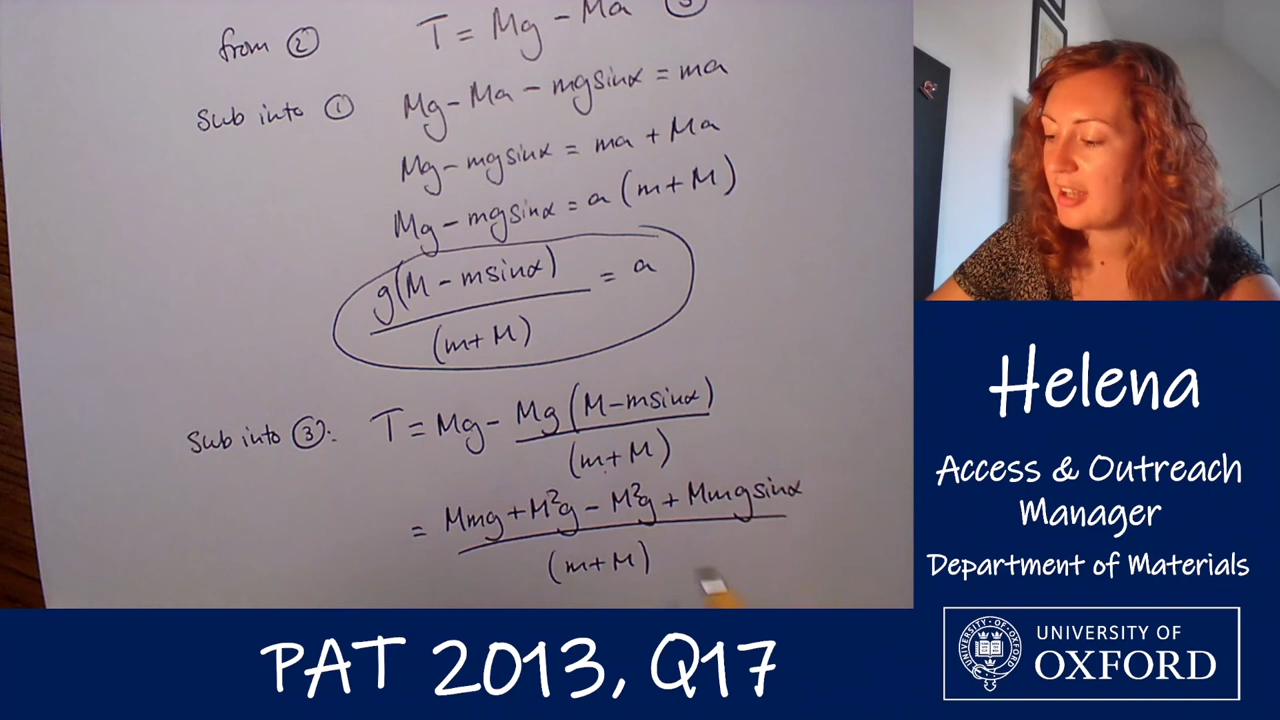 from ② T = Mg - Ma ③
Sub into ① Mg - Ma - mgsinα = ma
Mg - mgsinα = ma + Ma
Mg - mgsinα = a (m+M)
g(M - msinα) / (m+M) = a
Sub into ③: T = Mg - Mg (M-msinα) / (m+M)
= Mmg + M²g - M²g + Mmgsinα / (m+M)
Helena
Access & Outreach
Manager
Department of Materials
UNIVERSITY OF
OXFORD
PAT 2013, Q17